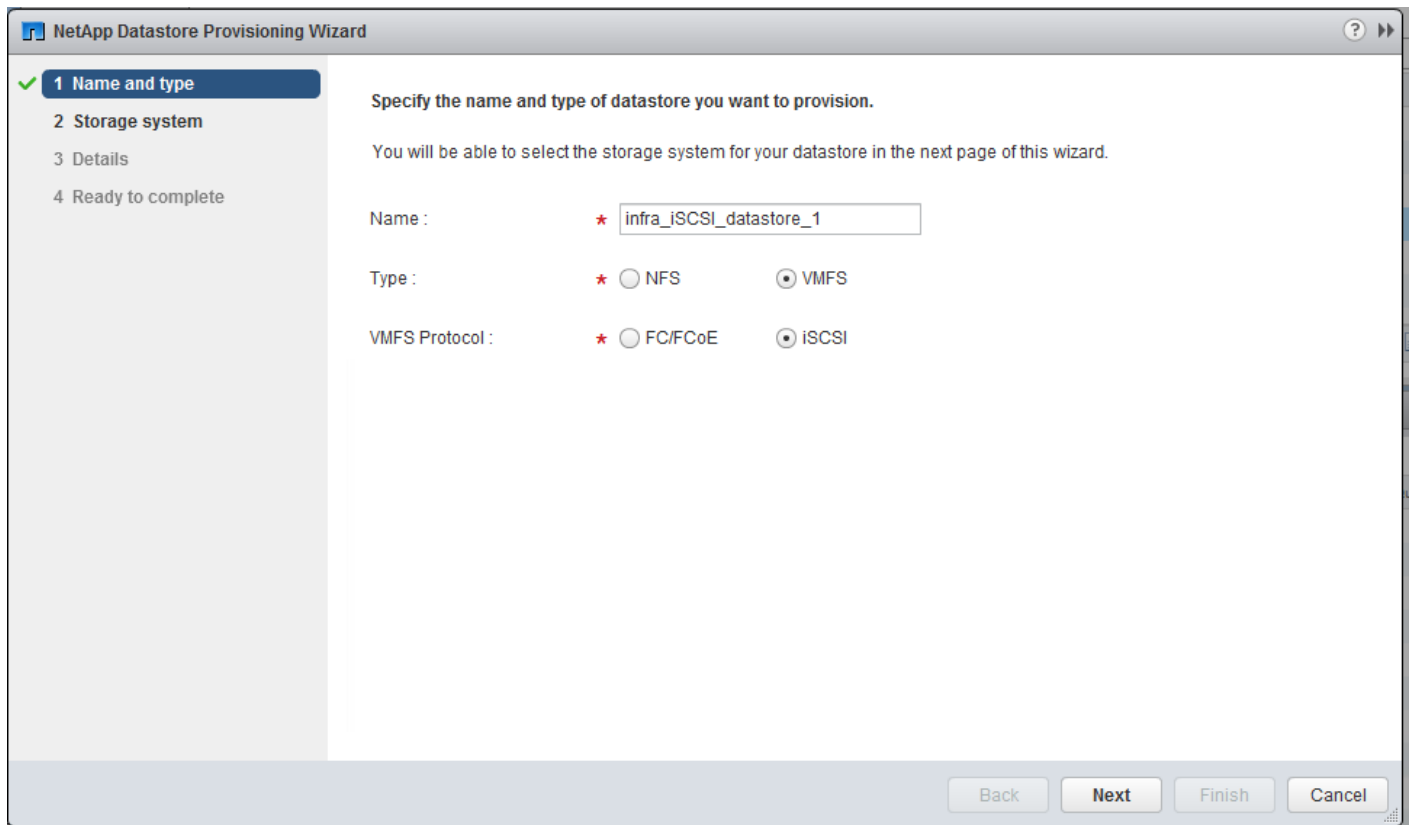 NetApp Datastore Provisioning Wizard
?
1 Name and type
2 Storage system
3 Details
4 Ready to complete
Specify the name and type of datastore you want to provision.
You will be able to select the storage system for your datastore in the next page of this wizard.
Name : * infra_iSCSI_datastore_1
Type : * NFS VMFS
VMFS Protocol : * FC/FCoE iSCSI
Back Next Finish Cancel